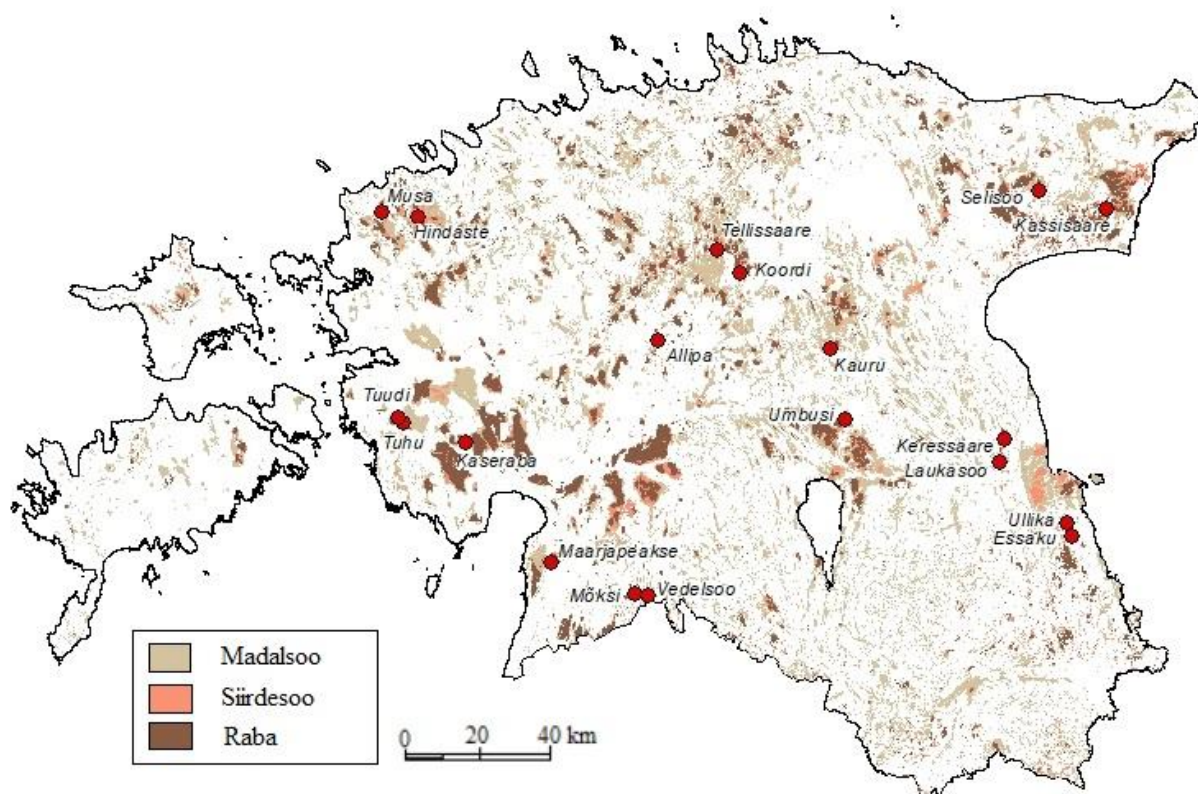 Musa
Hindaste
Selisoo
Kassisaare
Tellissaare
Koordi
Allipa
Kauru
Tuudi
Tuhu
Kaseraba
Umbusi
Keressaare
Laukasoo
Ullika
Essaku
Maarjapeakse
Mõksi
Vedelsoo
Madalsoo
Siirdesoo
Raba
0 20 40 km